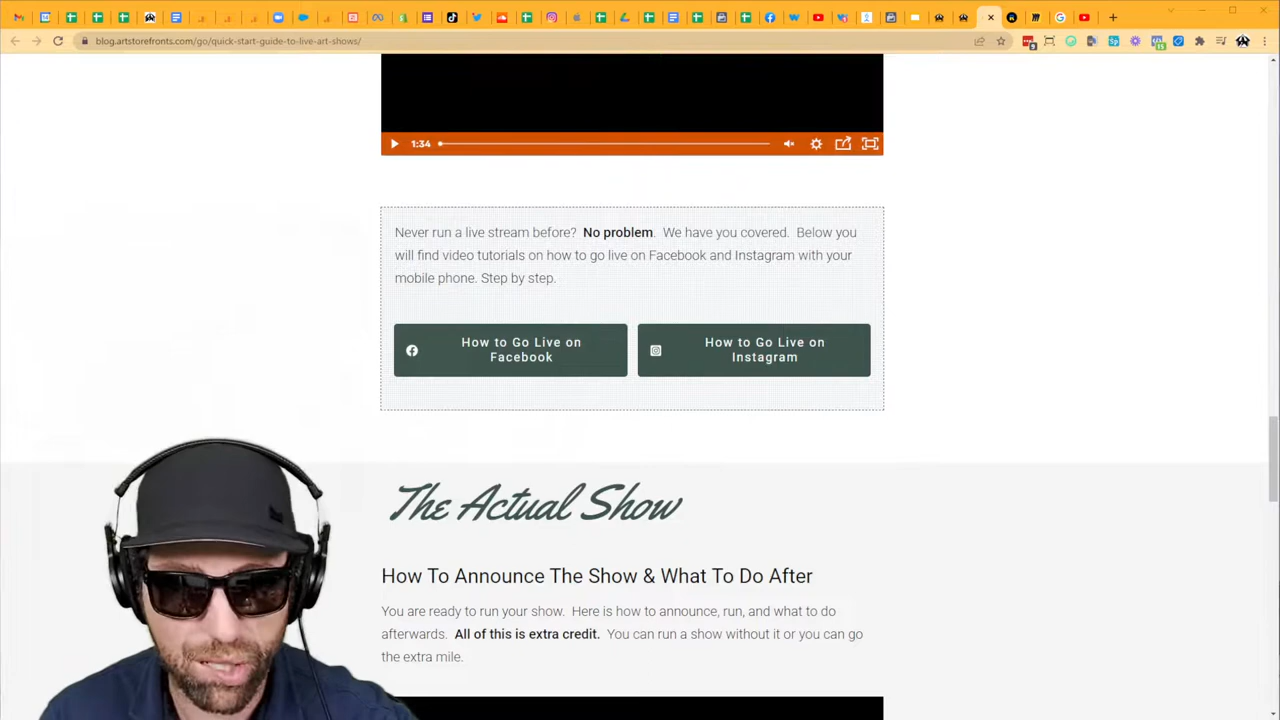 blog.artstorefronts.com/go/quick-start-guide-to-live-art-shows/
1:34
Never run a live stream before? No problem. We have you covered. Below you
will find video tutorials on how to go live on Facebook and Instagram with your
mobile phone. Step by step.
How to Go Live on
Facebook
How to Go Live on
Instagram
The Actual Show
How To Announce The Show & What To Do After
You are ready to run your show. Here is how to announce, run, and what to do
afterwards. All of this is extra credit. You can run a show without it or you can go
the extra mile.